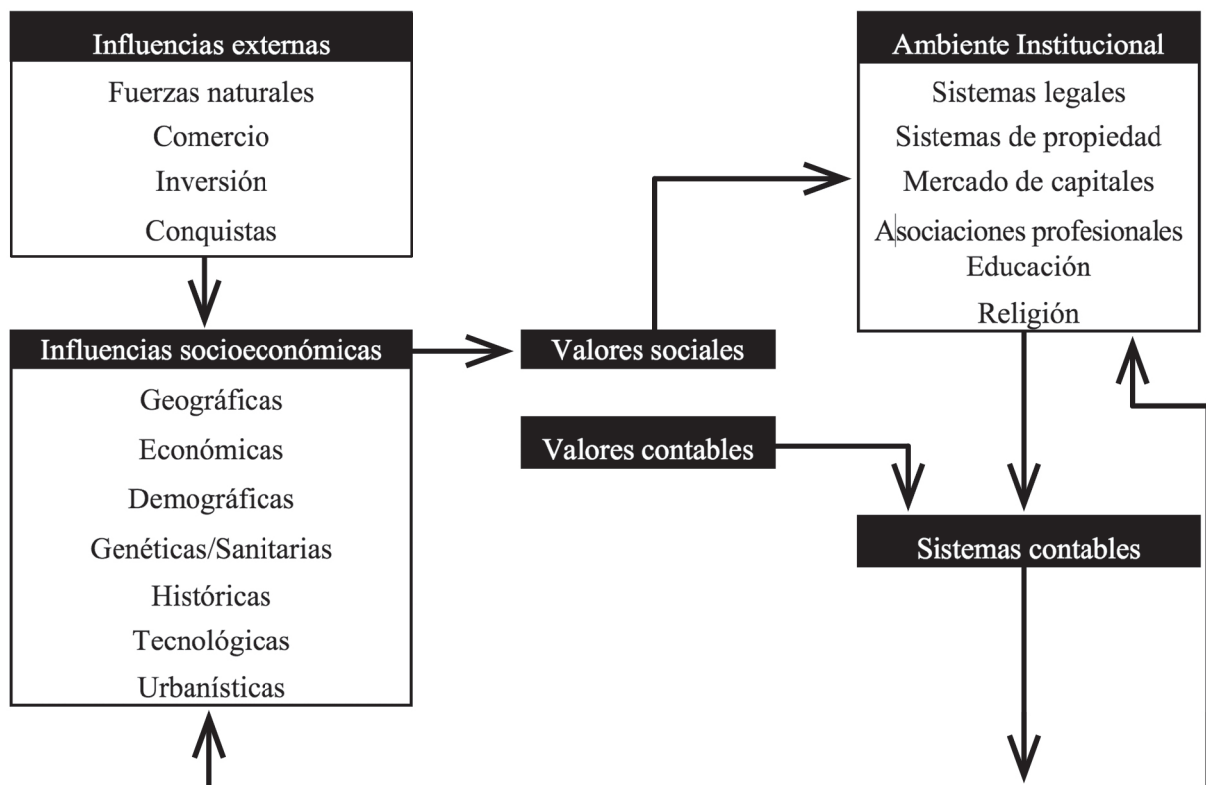 Influencias externas
Fuerzas naturales
Comercio
Inversión
Conquistas
Influencias socioeconómicas
Geográficas
Económicas
Demográficas
Genéticas/Sanitarias
Históricas
Tecnológicas
Urbanísticas
Valores sociales
Valores contables
Ambiente Institucional
Sistemas legales
Sistemas de propiedad
Mercado de capitales
Asociaciones profesionales
Educación
Religión
Sistemas contables